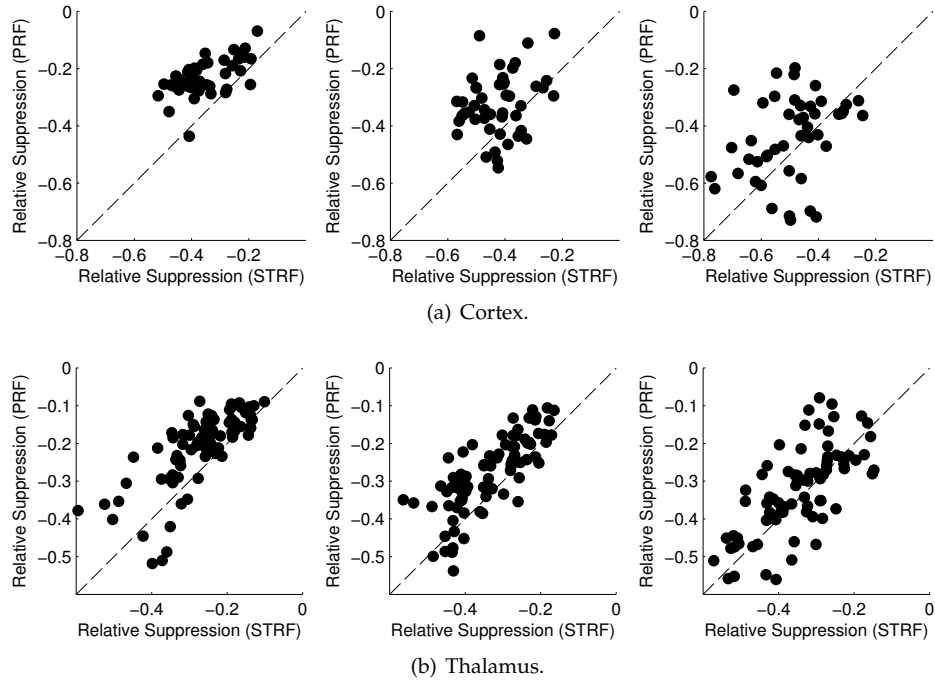 0
−0.2
−0.4
−0.6
−0.8
−0.8 −0.6 −0.4 −0.2
Relative Suppression (PRF)
Relative Suppression (STRF)
0
−0.2
−0.4
−0.6
−0.8
−0.8 −0.6 −0.4 −0.2
Relative Suppression (PRF)
Relative Suppression (STRF)
0
−0.2
−0.4
−0.6
−0.8
−0.8 −0.6 −0.4 −0.2
Relative Suppression (PRF)
Relative Suppression (STRF)
(a) Cortex.
0
−0.1
−0.2
−0.3
−0.4
−0.5
−0.4 −0.2 0
Relative Suppression (PRF)
Relative Suppression (STRF)
0
−0.1
−0.2
−0.3
−0.4
−0.5
−0.4 −0.2 0
Relative Suppression (PRF)
Relative Suppression (STRF)
0
−0.1
−0.2
−0.3
−0.4
−0.5
−0.4 −0.2 0
Relative Suppression (PRF)
Relative Suppression (STRF)
(b) Thalamus.